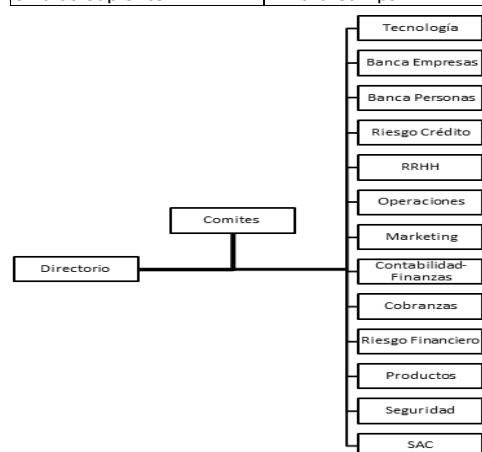 Tecnología
Banca Empresas
Banca Personas
Riesgo Crédito
RRHH
Operaciones
Comites
Marketing
Directorio
Contabilidad-
Finanzas
Cobranzas
Riesgo Financiero
Productos
Seguridad
SAC